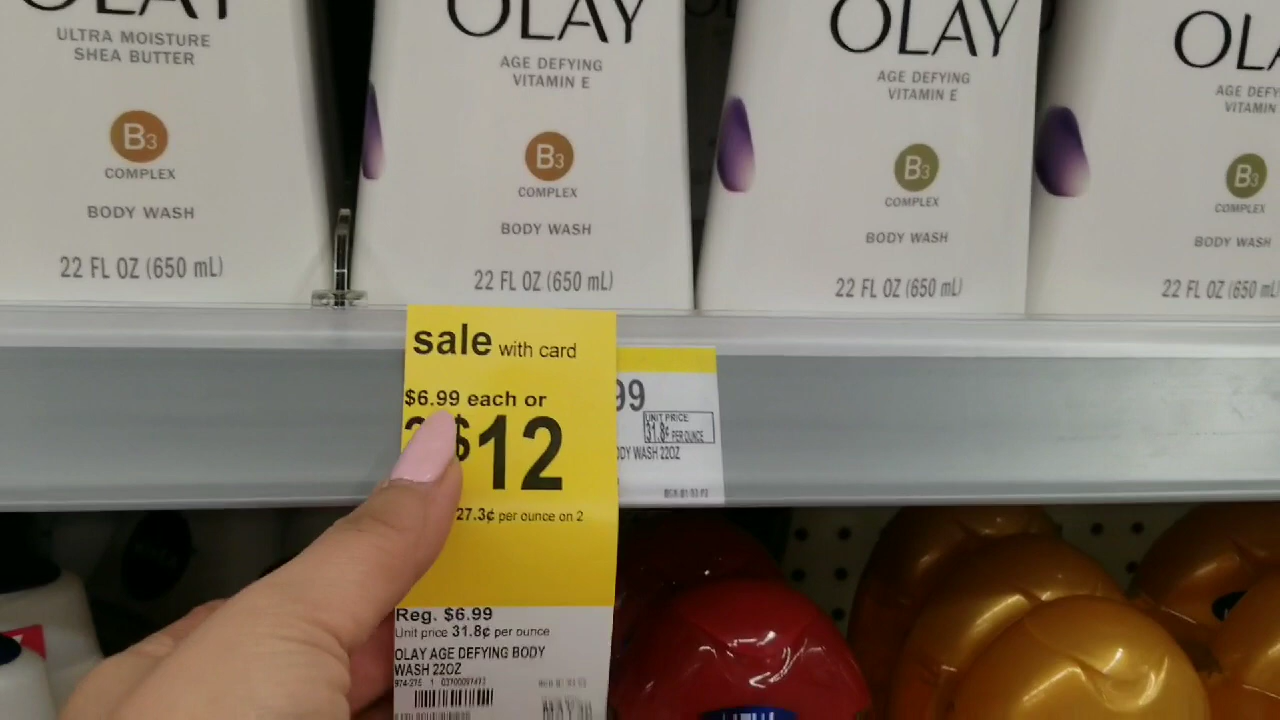 OLAY
ULTRA MOISTURE
SHEA BUTTER
B3
COMPLEX
BODY WASH
22 FL OZ (650 mL)
OLAY
AGE DEFYING
VITAMIN E
B3
COMPLEX
BODY WASH
22 FL OZ (650 mL)
OLAY
AGE DEFYING
VITAMIN E
B3
COMPLEX
BODY WASH
22 FL OZ (650 mL)
OLA
AGE DEFY
VITAMIN
B3
COMPLEX
BODY WASH
22 FL OZ (650 mL)
sale with card
$6.99 each or
$12
27.3¢ per ounce on 2
Reg. $6.99
Unit price 31.8¢ per ounce
OLAY AGE DEFYING BODY
WASH 22OZ
99
UNIT PRICE
31.8¢ PER OUNCE
ODY WASH 22OZ